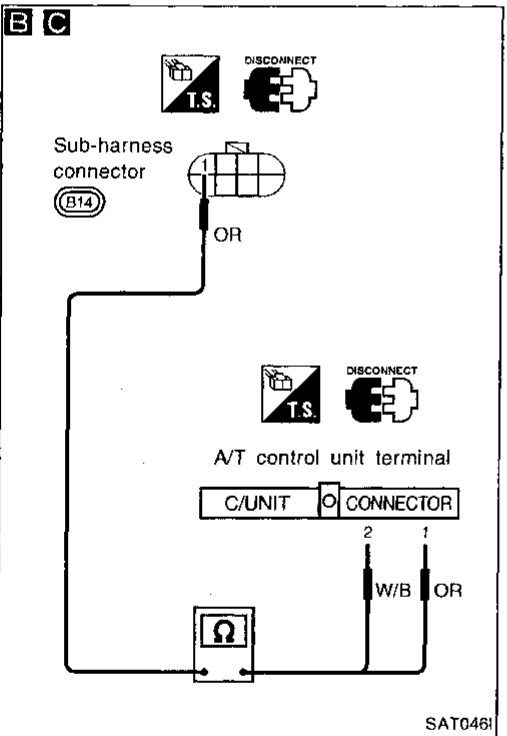 B C
DISCONNECT
T.S.
Sub-harness
connector
B14
1
OR
DISCONNECT
T.S.
A/T control unit terminal
C/UNIT O CONNECTOR
2 1
W/B OR
Ω
SAT046I